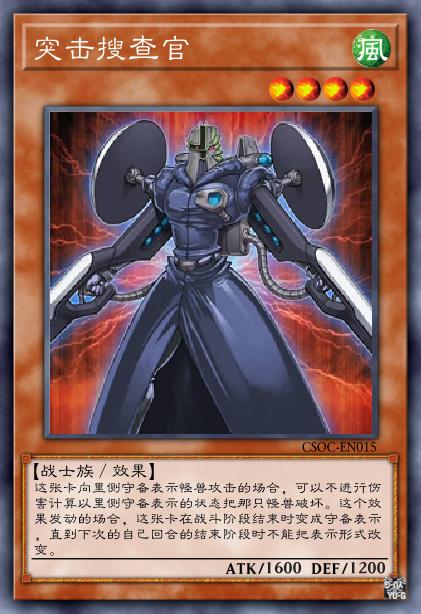 突击搜查官
風
CSOC-EN015
【战士族／效果】
这张卡向里侧守备表示怪兽攻击的场合，可以不进行伤
害计算以里侧守备表示的状态把那只怪兽破坏。这个效
果发动的场合，这张卡在战斗阶段结束时变成守备表示
，直到下次的自己回合的结束阶段时不能把表示形式改
变。
ATK/1600 DEF/1200